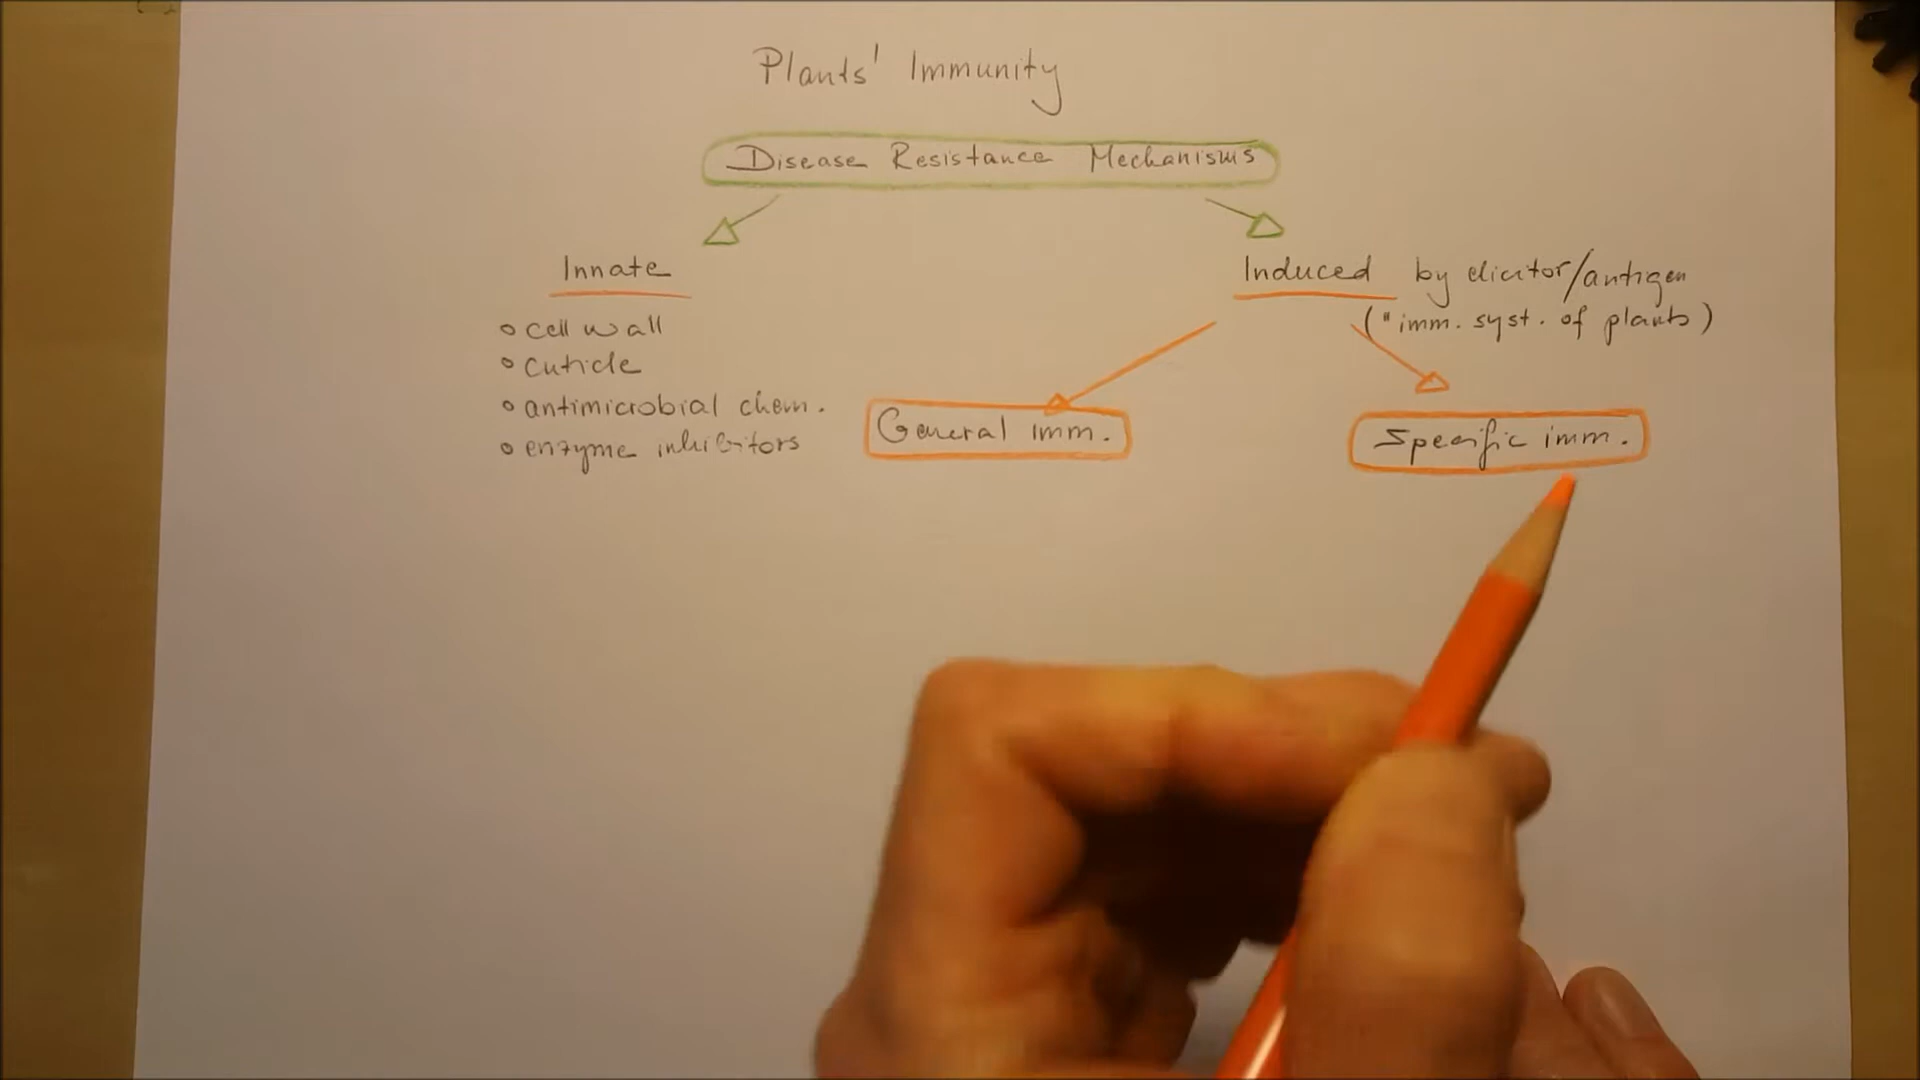 Plants' Immunity
Disease Resistance Mechanisms
Innate
• cell wall
• cuticle
• antimicrobial chem.
• enzyme inhibitors
Induced by elicitor/antigen
("imm. syst. of plants)
General imm.
Specific imm.